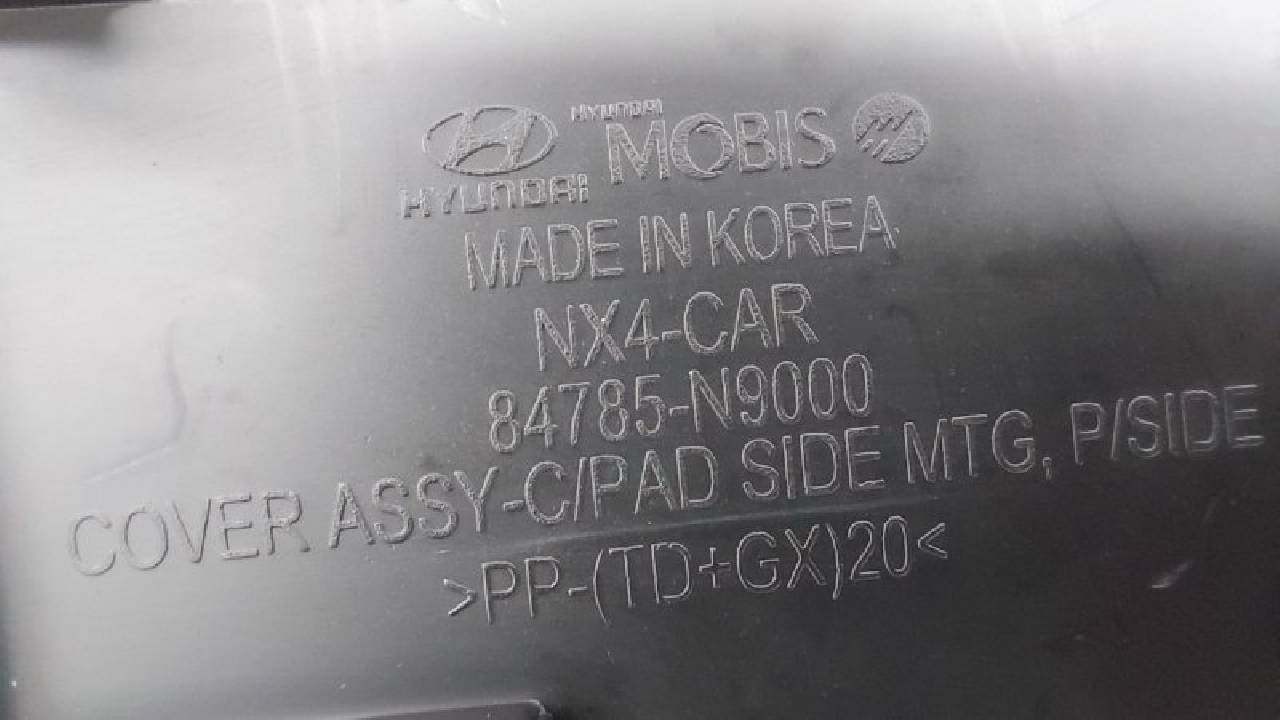 HYUNDAI
HYUNDAI
MOBIS
MADE IN KOREA
NX4-CAR
84785-N9000
COVER ASSY-C/PAD SIDE MTG, P/SIDE
>PP-(TD+GX)20<